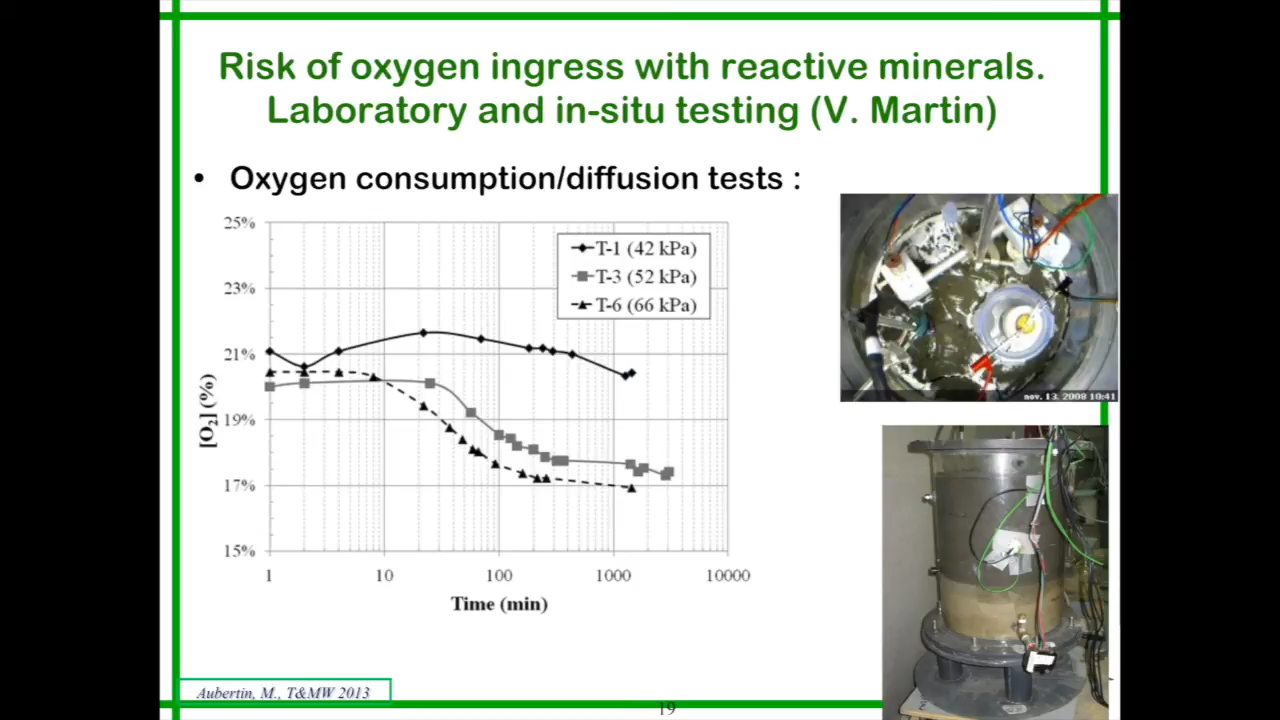 Risk of oxygen ingress with reactive minerals.
Laboratory and in-situ testing (V. Martin)
• Oxygen consumption/diffusion tests :
25%
23%
21%
19%
17%
15%
[O₂] (%)
T-1 (42 kPa)
T-3 (52 kPa)
T-6 (66 kPa)
1 10 100 1000 10000
Time (min)
nov. 13. 2008 10:41
Aubertin, M., T&MW 2013
19